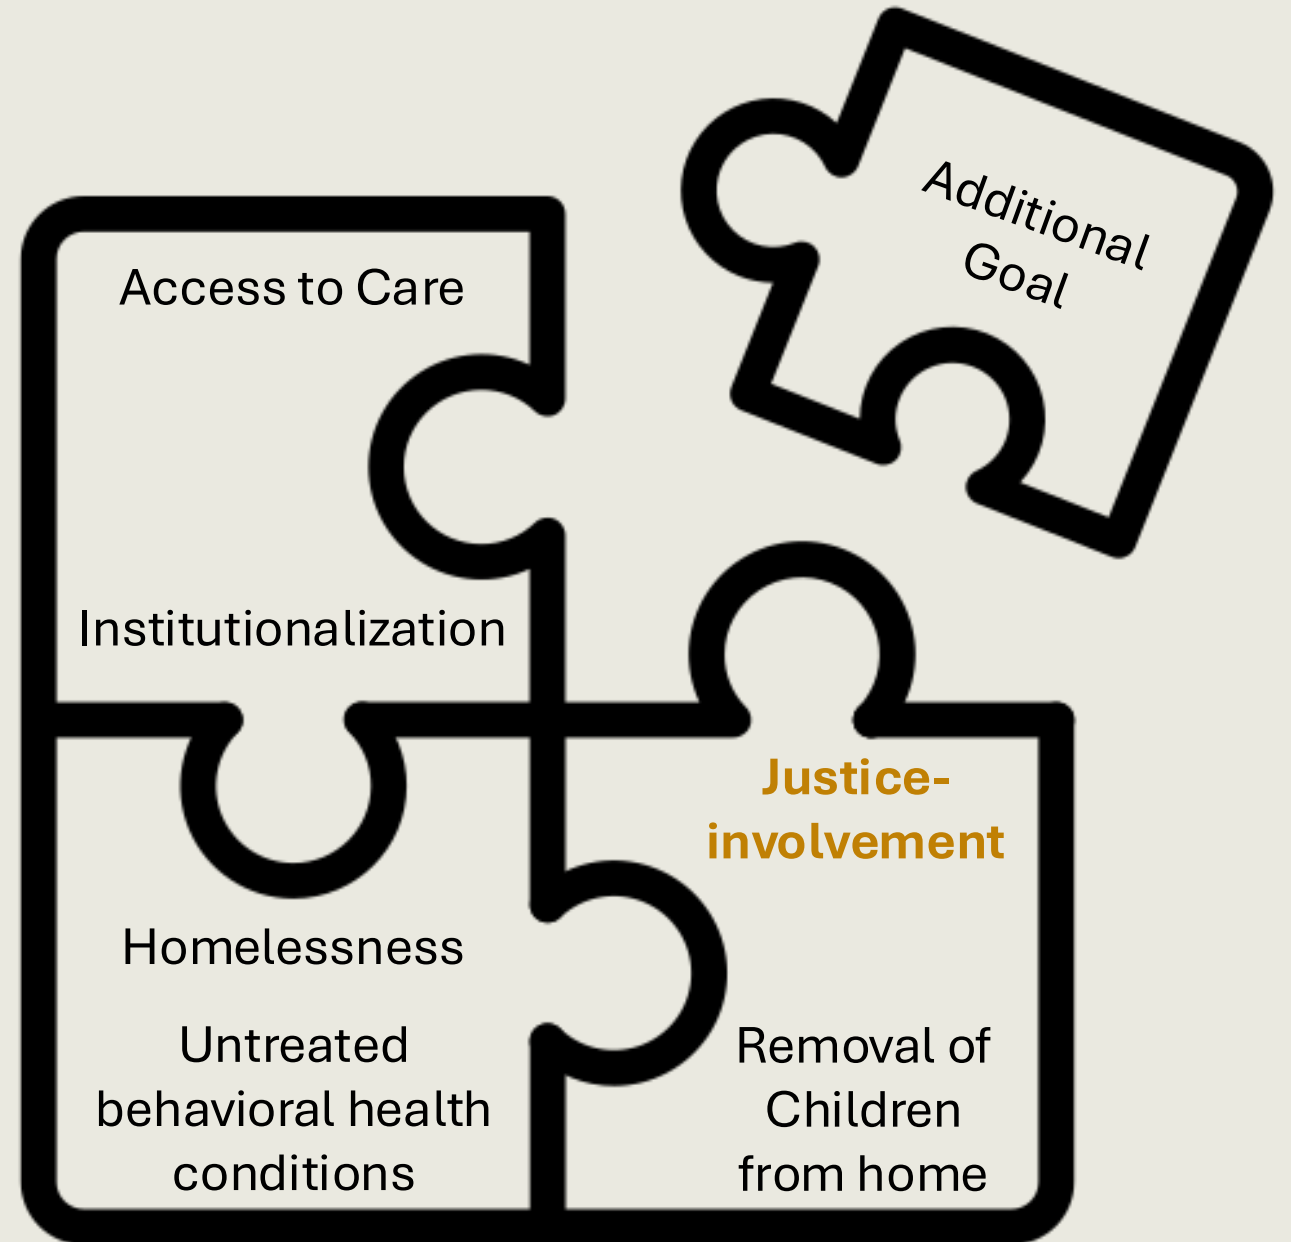 Additional
Goal
Access to Care
Institutionalization
Justice-
involvement
Homelessness
Untreated
behavioral health
conditions
Removal of
Children
from home